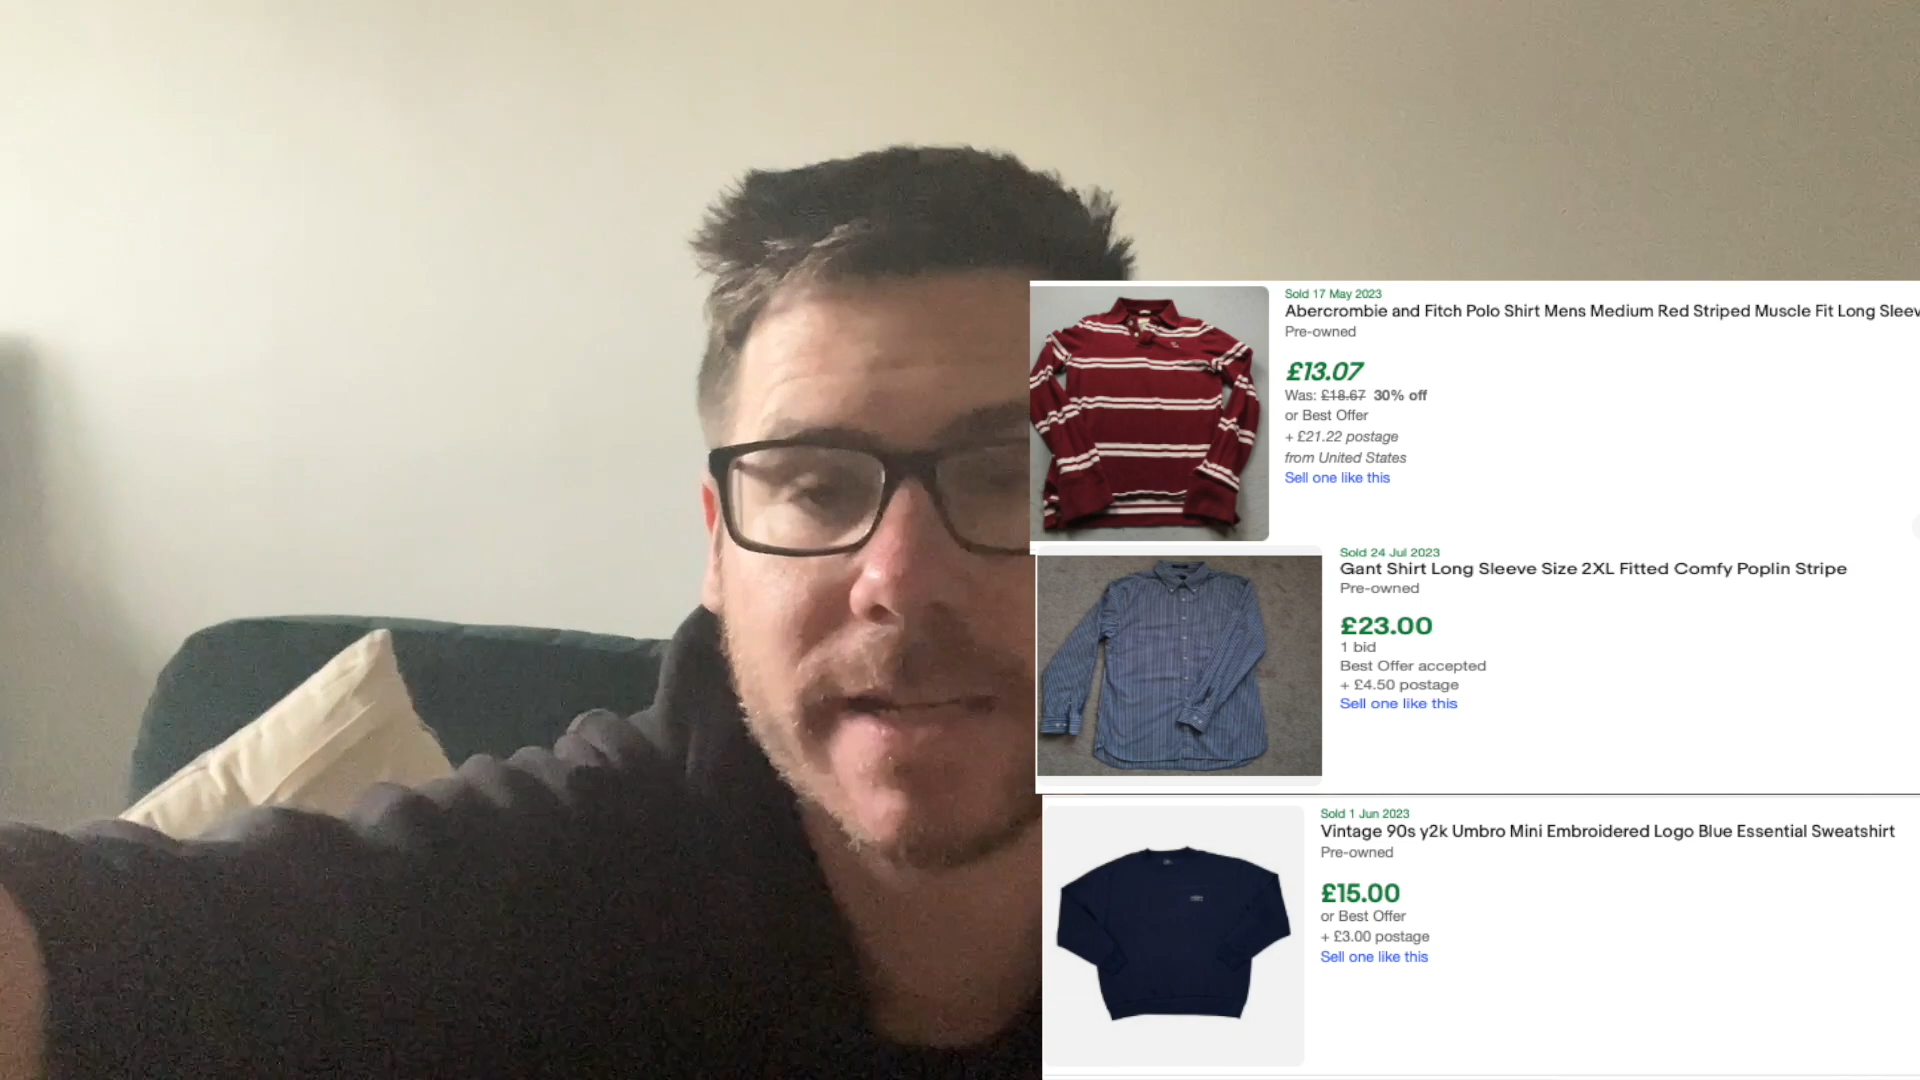 Sold 17 May 2023
Abercrombie and Fitch Polo Shirt Mens Medium Red Striped Muscle Fit Long Sleev
Pre-owned
£13.07
Was: £18.67 30% off
or Best Offer
+ £21.22 postage
from United States
Sell one like this
Sold 24 Jul 2023
Gant Shirt Long Sleeve Size 2XL Fitted Comfy Poplin Stripe
Pre-owned
£23.00
1 bid
Best Offer accepted
+ £4.50 postage
Sell one like this
Sold 1 Jun 2023
Vintage 90s y2k Umbro Mini Embroidered Logo Blue Essential Sweatshirt
Pre-owned
£15.00
or Best Offer
+ £3.00 postage
Sell one like this